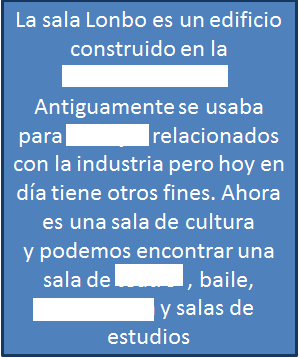 La sala Lonbo es un edificio
construido en la
Antiguamente se usaba
para relacionados
con la industria pero hoy en
día tiene otros fines. Ahora
es una sala de cultura
y podemos encontrar una
sala de , baile,
y salas de
estudios